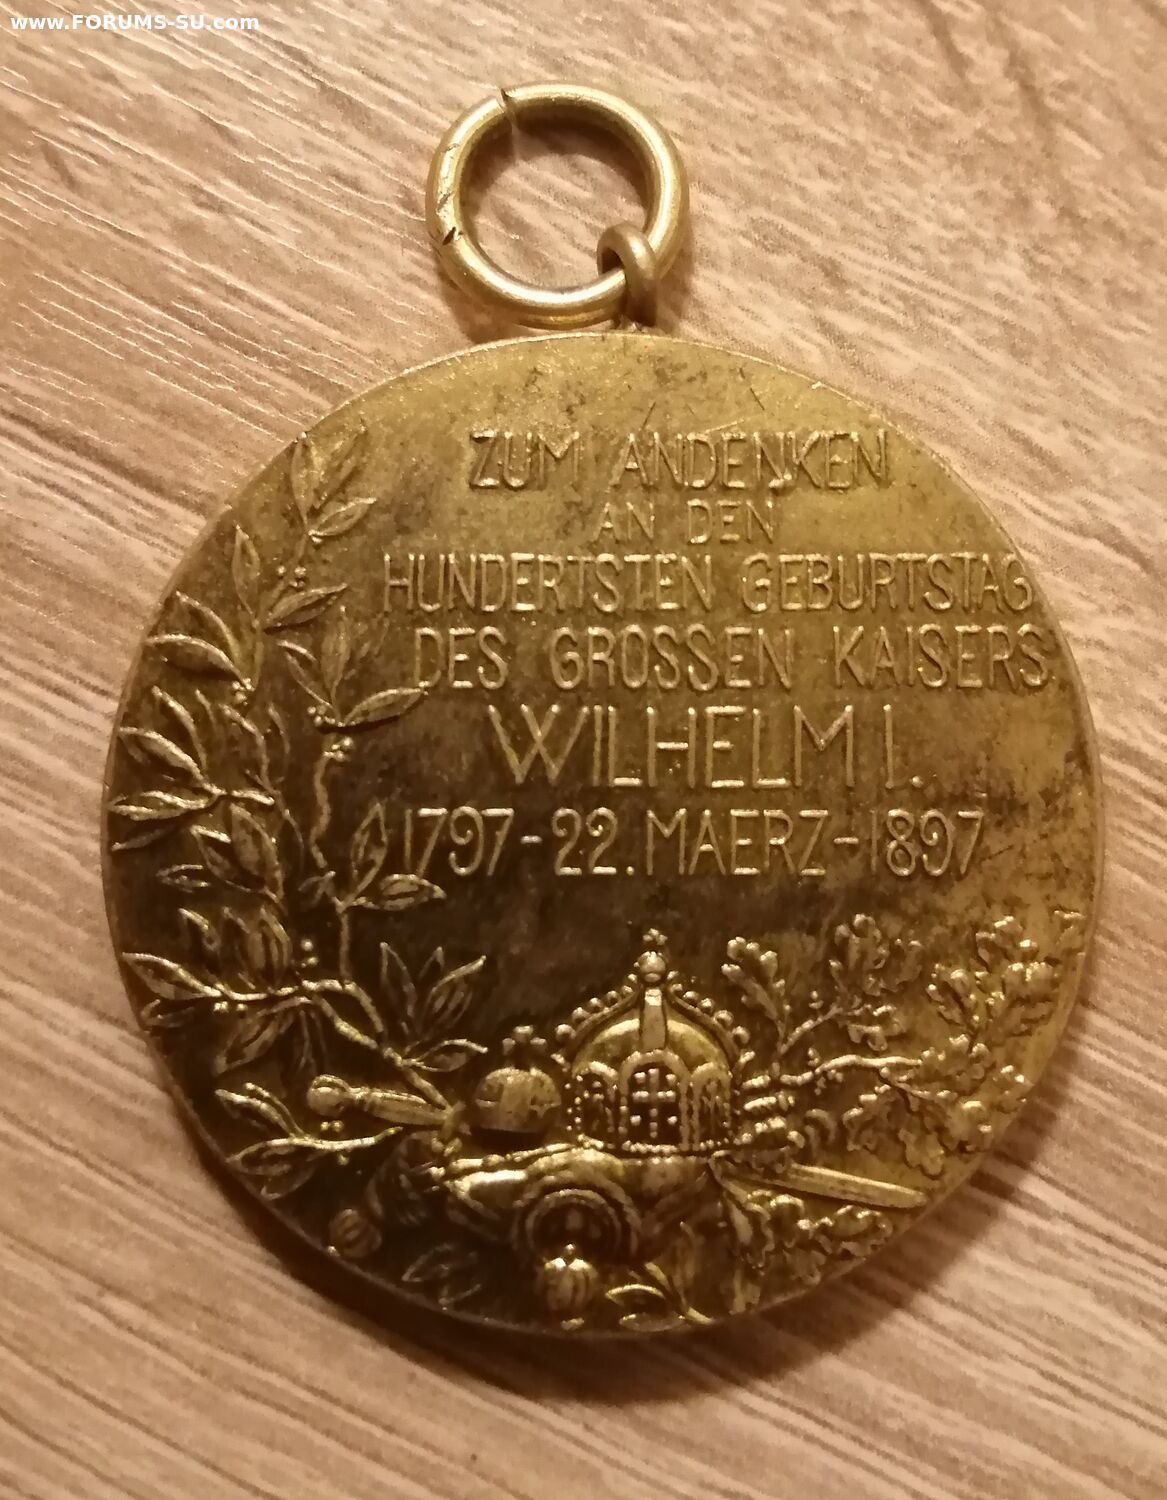 www.FORUMS-SU.com
ZUM ANDENKEN
AN DEN
HUNDERTSTEN GEBURTSTAG
DES GROSSEN KAISERS
WILHELM I.
1797-22.MAERZ-1897